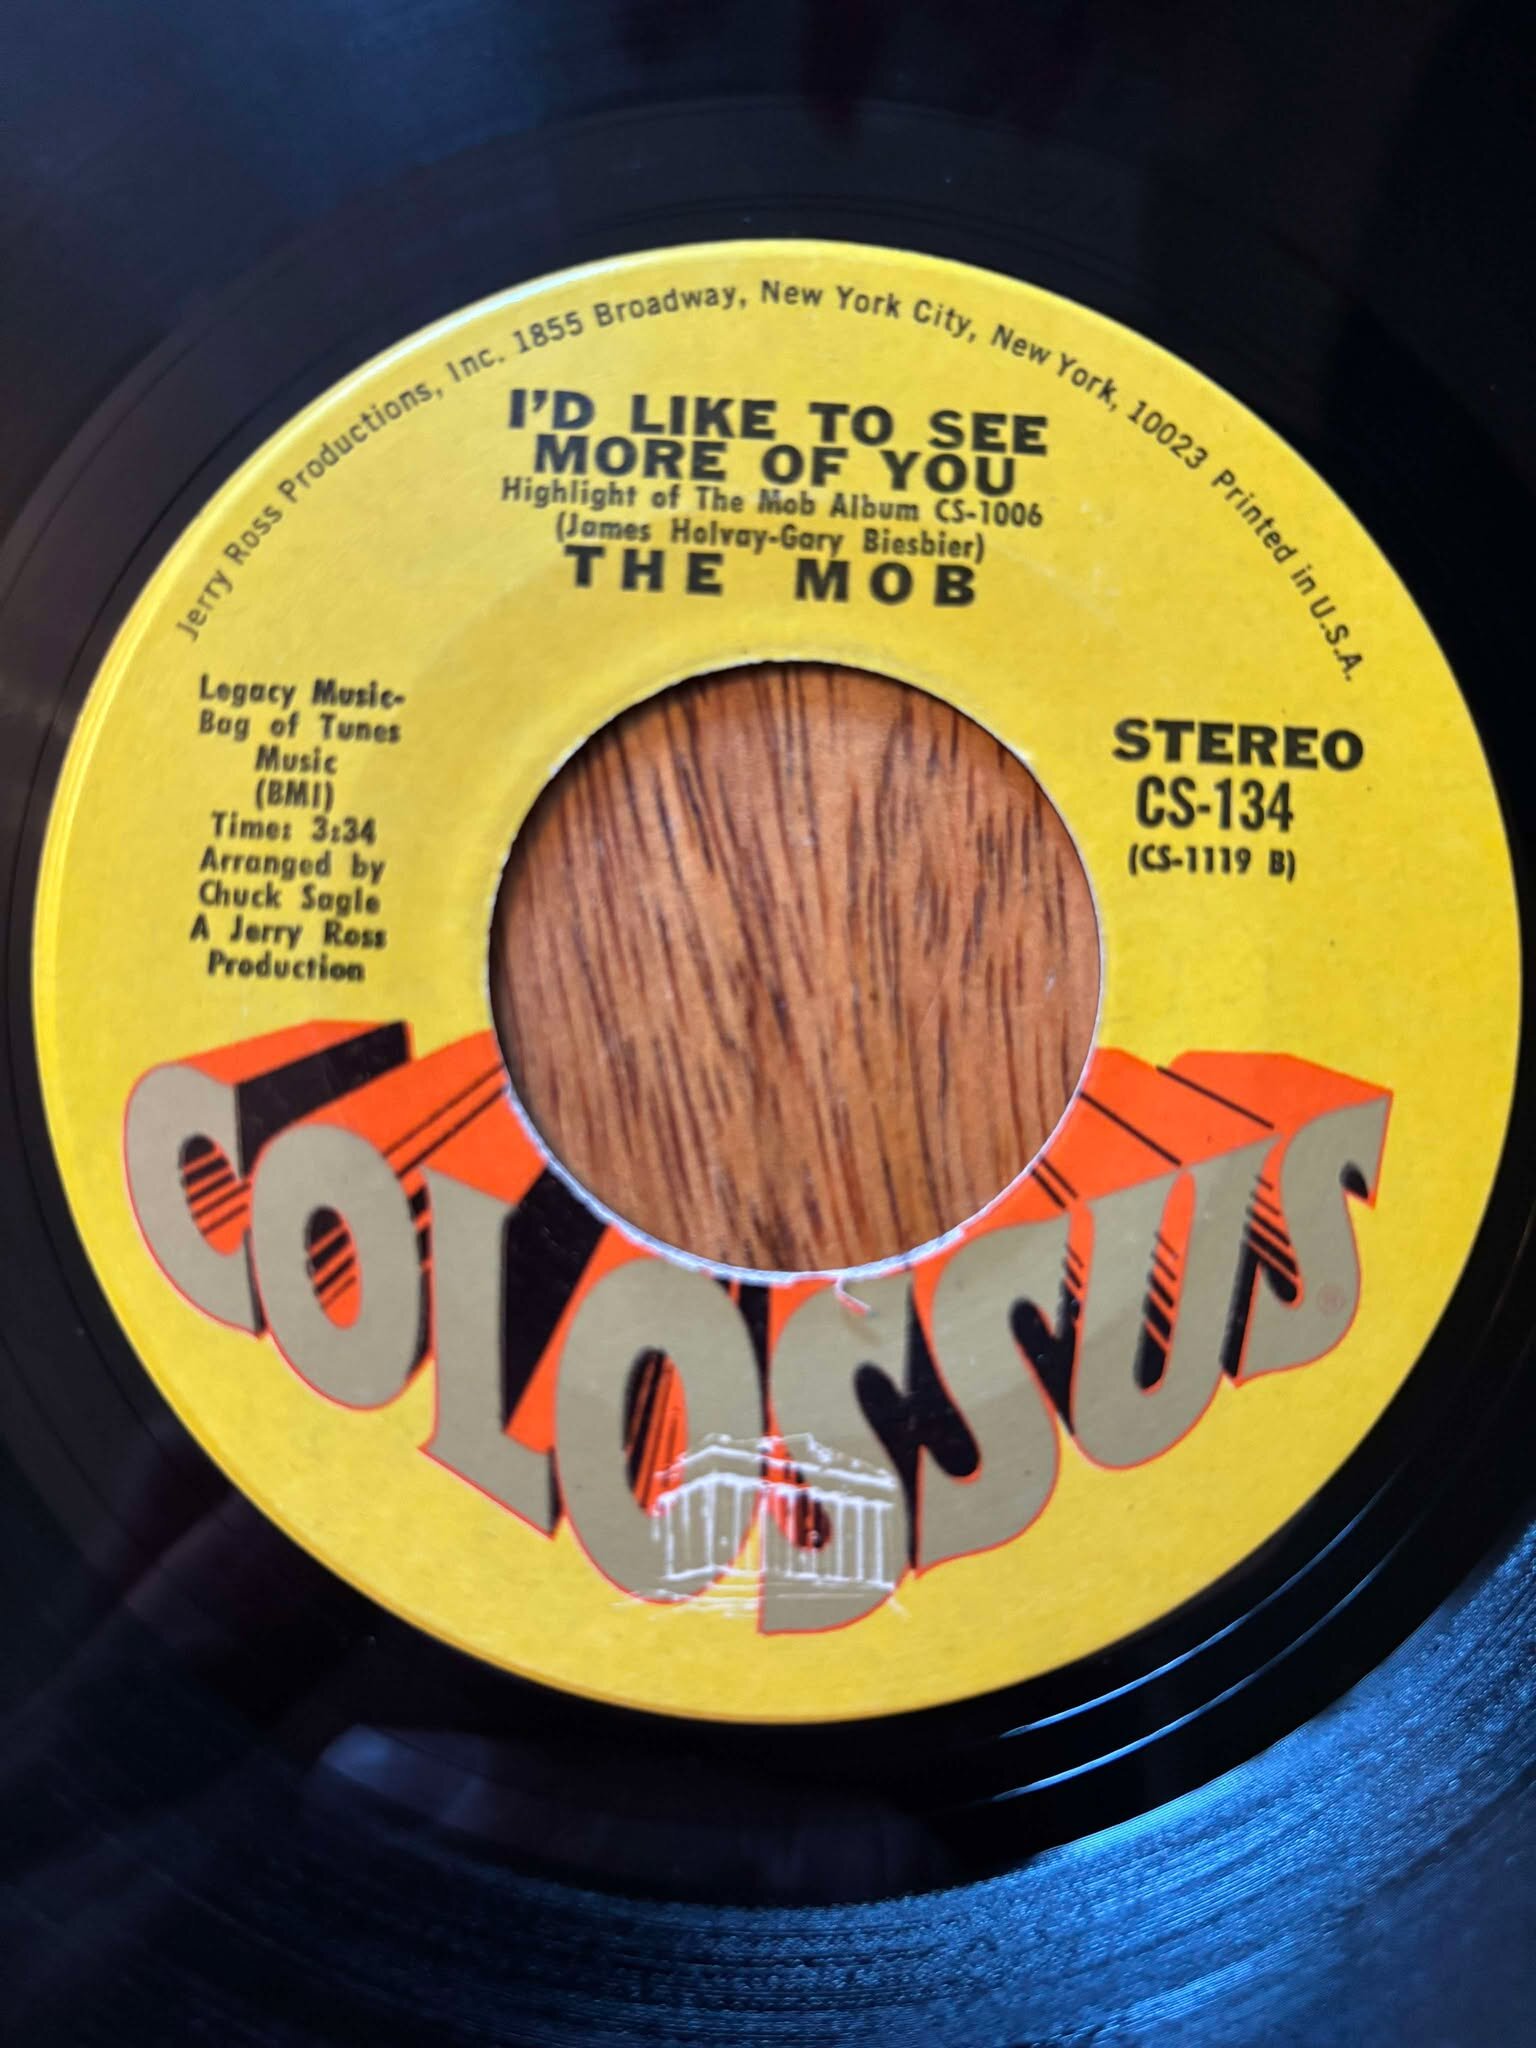 Jerry Ross Productions, Inc. 1855 Broadway, New York City, New York, 10023 Printed in U.S.A.
I'D LIKE TO SEE
MORE OF YOU
Highlight of The Mob Album CS-1006
(James Holvay-Gary Biesbier)
THE MOB
Legacy Music-
Bag of Tunes
Music
(BMI)
Time: 3:34
Arranged by
Chuck Sagle
A Jerry Ross
Production
STEREO
CS-134
(CS-1119 B)
COLOSSUS®